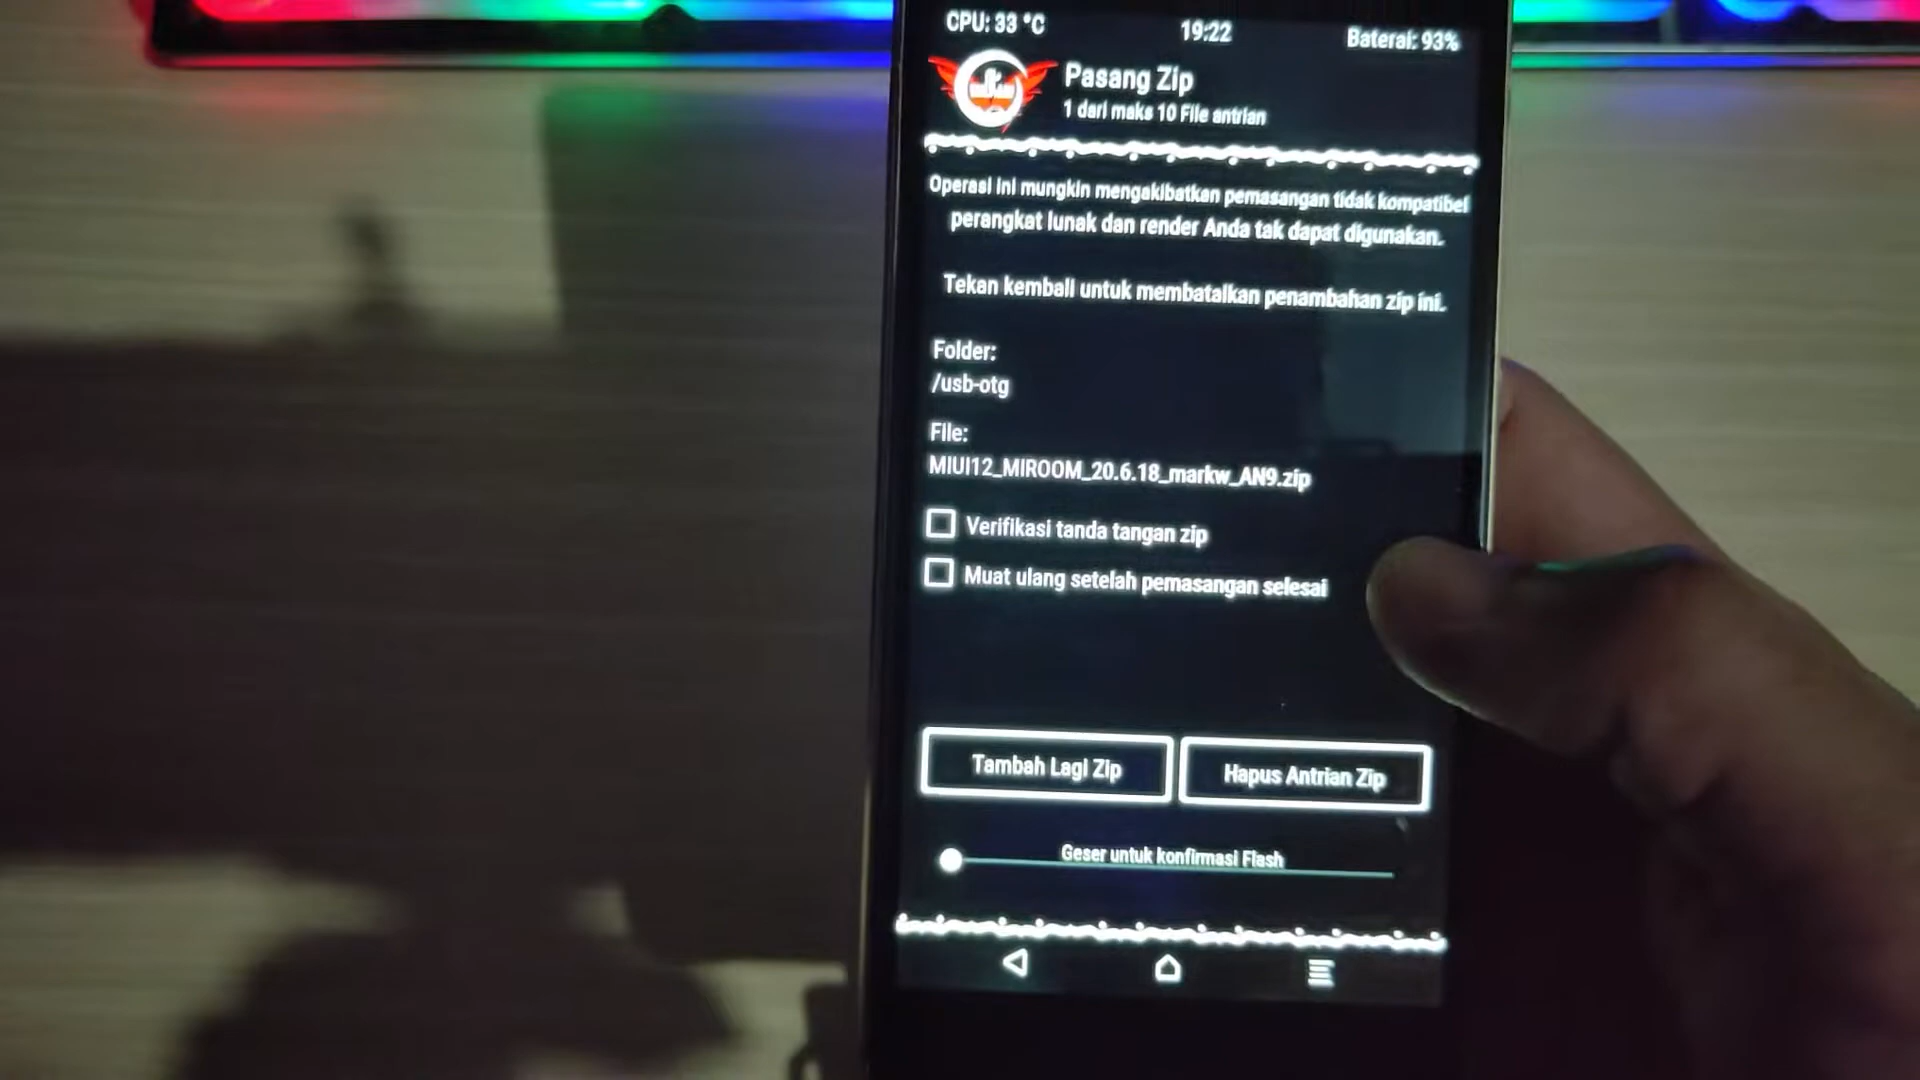 CPU: 33 °C
19:22
Baterai: 93%
Pasang Zip
1 dari maks 10 File antrian
Operasi ini mungkin mengakibatkan pemasangan tidak kompatibel
perangkat lunak dan render Anda tak dapat digunakan.
Tekan kembali untuk membatalkan penambahan zip ini.
Folder:
/usb-otg
File:
MIUI12_MIROOM_20.6.18_markw_AN9.zip
Verifikasi tanda tangan zip
Muat ulang setelah pemasangan selesai
Tambah Lagi Zip
Hapus Antrian Zip
Geser untuk konfirmasi Flash